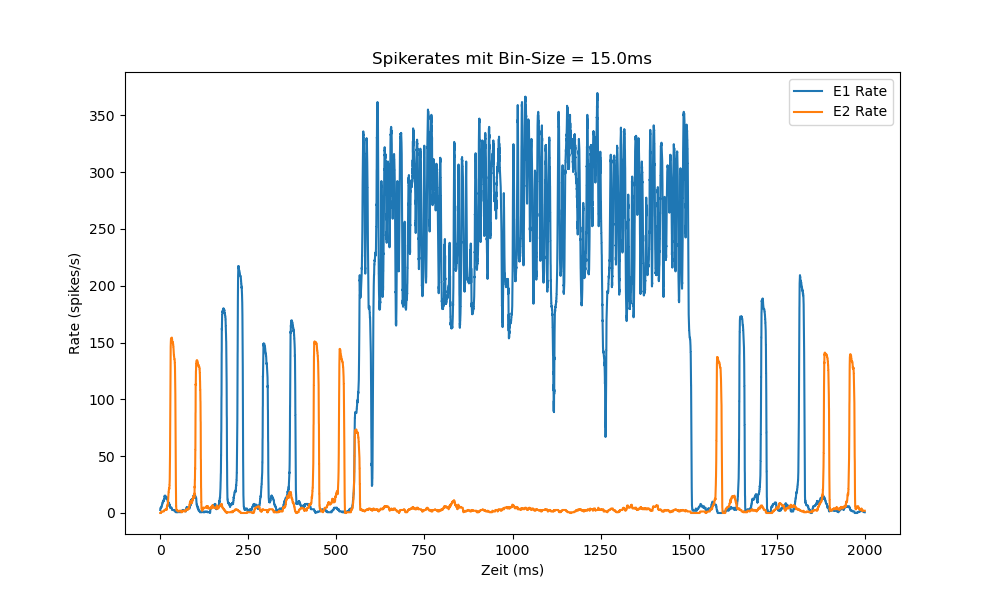 Spikerates mit Bin-Size = 15.0ms
E1 Rate
E2 Rate
Rate (spikes/s)
350
300
250
200
150
100
50
0
0 250 500 750 1000 1250 1500 1750 2000
Zeit (ms)